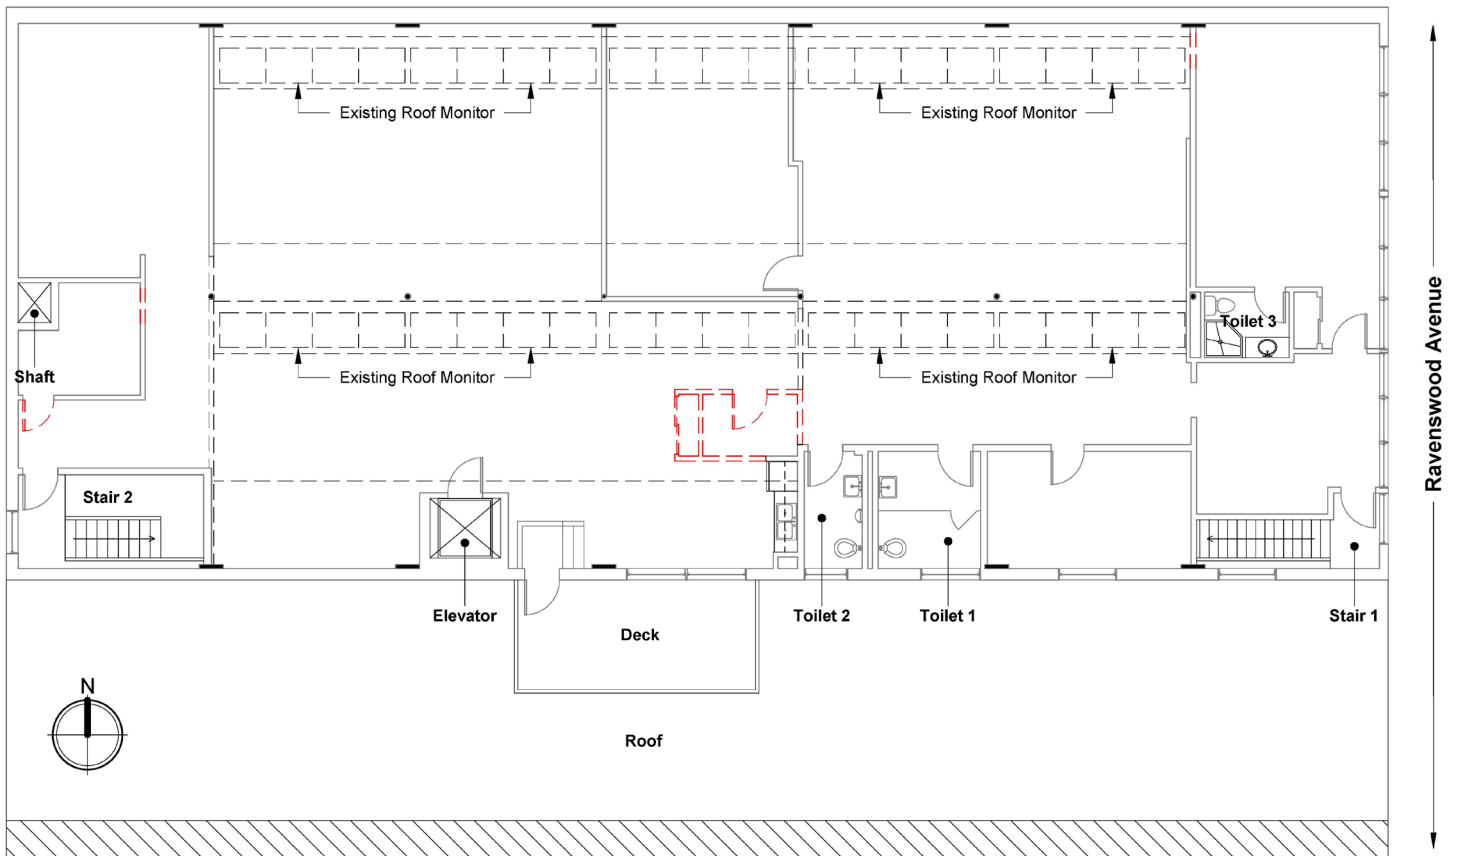 Existing Roof Monitor
Existing Roof Monitor
Toilet 3
Shaft
Existing Roof Monitor
Existing Roof Monitor
Ravenswood Avenue
Stair 2
Elevator
Toilet 2
Toilet 1
Stair 1
Deck
N
Roof